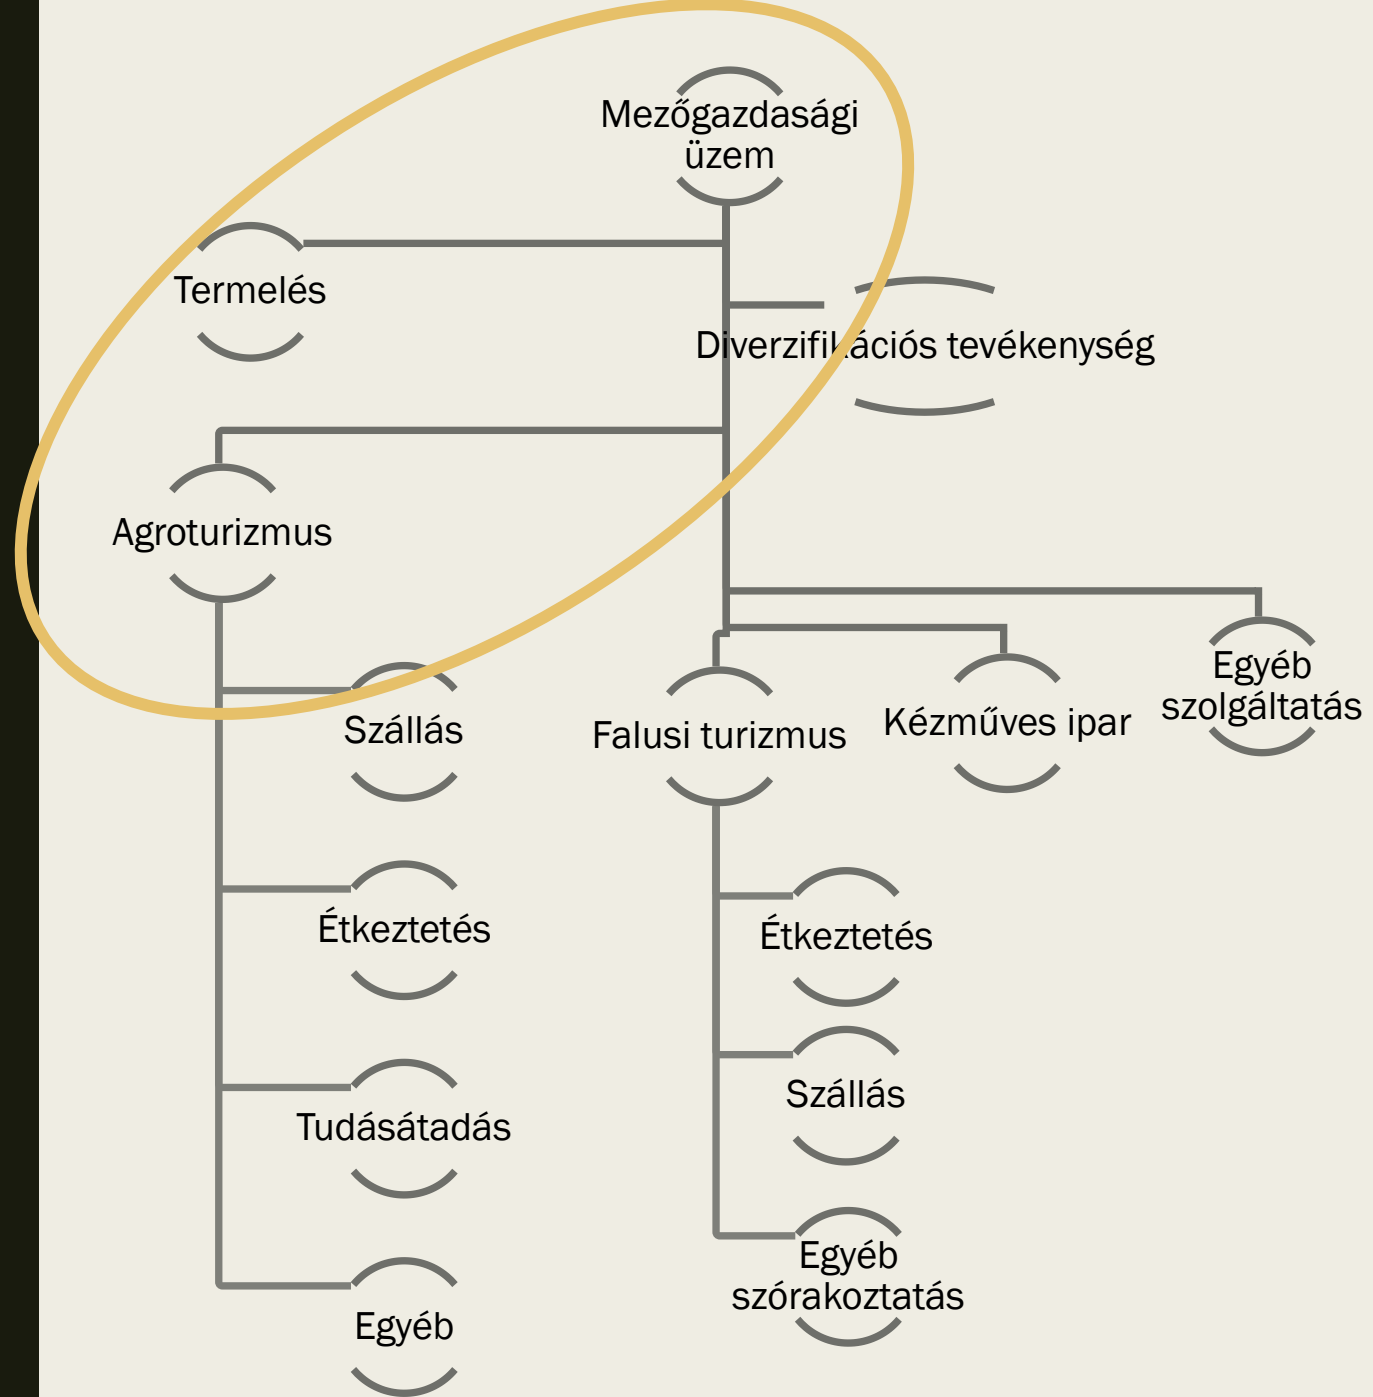 Mezőgazdasági
üzem
Termelés
Diverzifikációs tevékenység
Agroturizmus
Szállás
Étkeztetés
Tudásátadás
Egyéb
Falusi turizmus
Étkeztetés
Szállás
Egyéb
szórakoztatás
Kézműves ipar
Egyéb
szolgáltatás